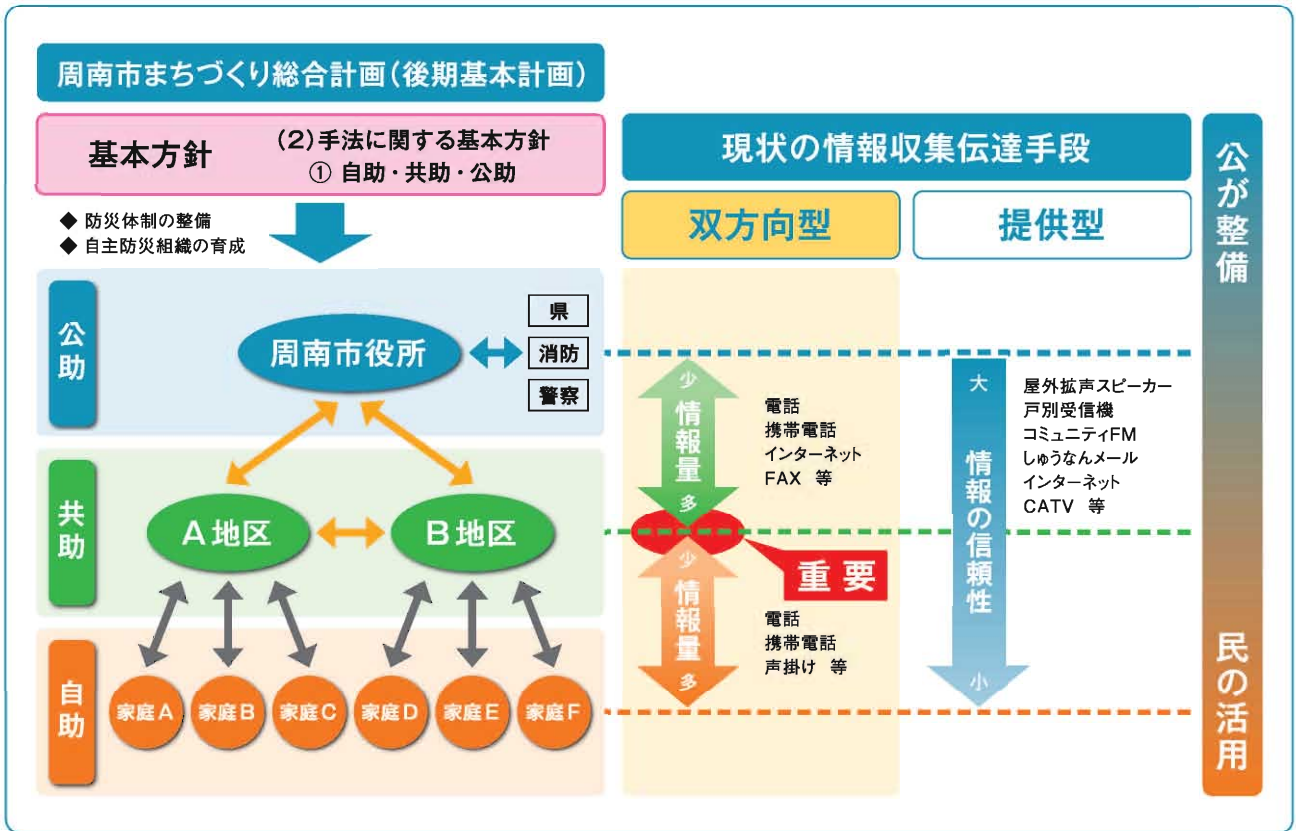 周南市まちづくり総合計画(後期基本計画)
基本方針
(2)手法に関する基本方針
① 自助・共助・公助
◆ 防災体制の整備
◆ 自主防災組織の育成
公助
周南市役所
県
消防
警察
共助
A地区
B地区
自助
家庭A
家庭B
家庭C
家庭D
家庭E
家庭F
現状の情報収集伝達手段
双方向型
提供型
少
情報量
多
電話
携帯電話
インターネット
FAX 等
重要
少
情報量
多
電話
携帯電話
声掛け 等
大
情報の信頼性
小
屋外拡声スピーカー
戸別受信機
コミュニティFM
しゅうなんメール
インターネット
CATV 等
公が整備
民の活用